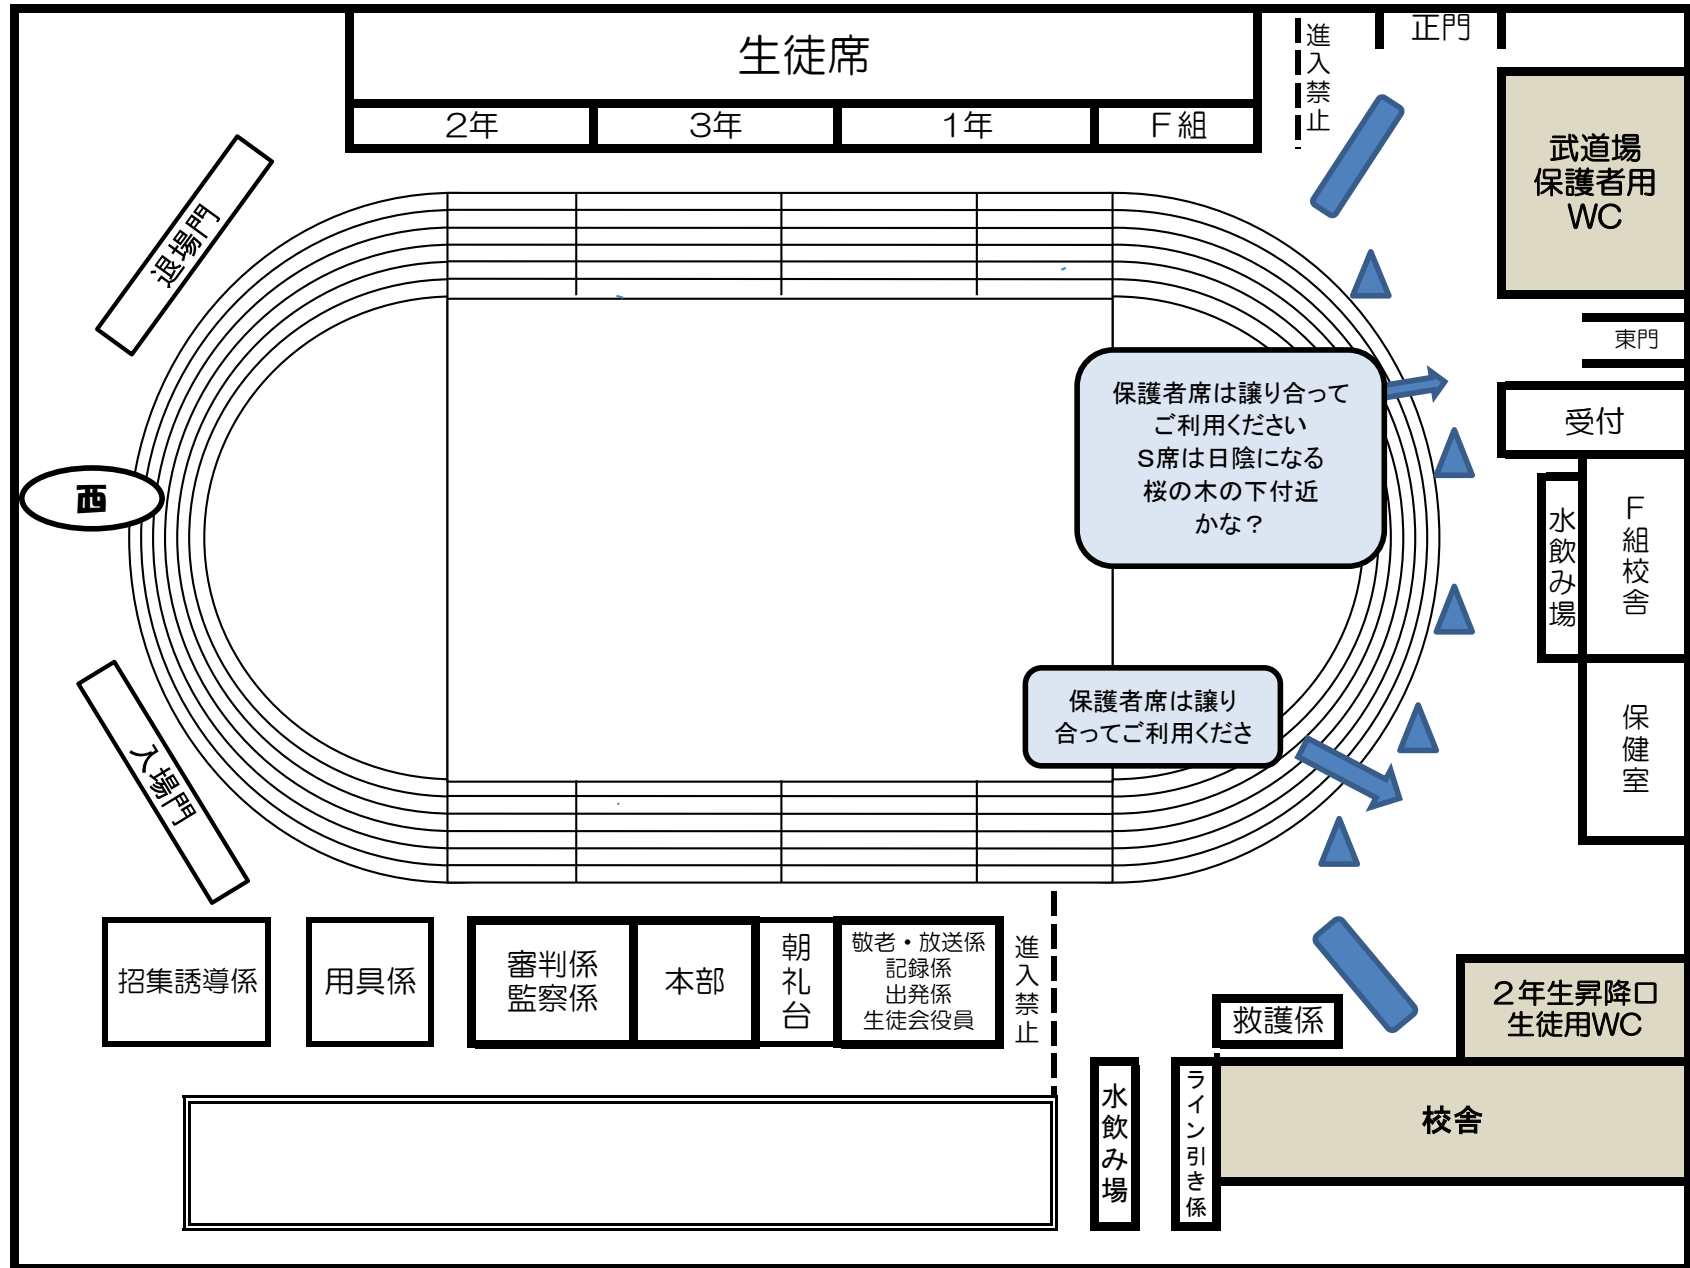 生徒席
2年
3年
1年
F組
進入禁止
正門
武道場
保護者用
WC
退場門
東門
保護者席は譲り合って
ご利用ください
S席は日陰になる
桜の木の下付近
かな？
受付
西
水飲み場
F組校舎
保護者席は譲り
合ってご利用くださ
保健室
入場門
招集誘導係
用具係
審判係
監察係
本部
朝礼台
敬老・放送係
記録係
出発係
生徒会役員
進入禁止
救護係
２年生昇降口
生徒用WC
水飲み場
ライン引き係
校舎